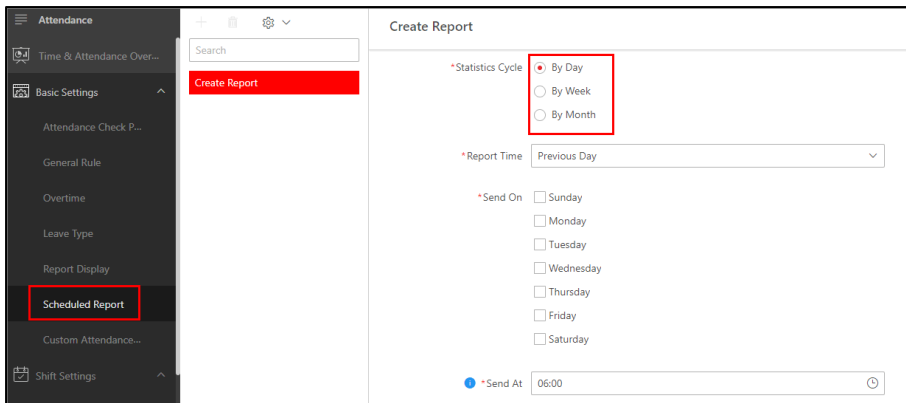 Attendance
Time & Attendance Over...
Basic Settings
Attendance Check P...
General Rule
Overtime
Leave Type
Report Display
Scheduled Report
Custom Attendance...
Shift Settings
Search
Create Report
Create Report
*Statistics Cycle
By Day
By Week
By Month
*Report Time Previous Day
*Send On Sunday
Monday
Tuesday
Wednesday
Thursday
Friday
Saturday
*Send At 06:00